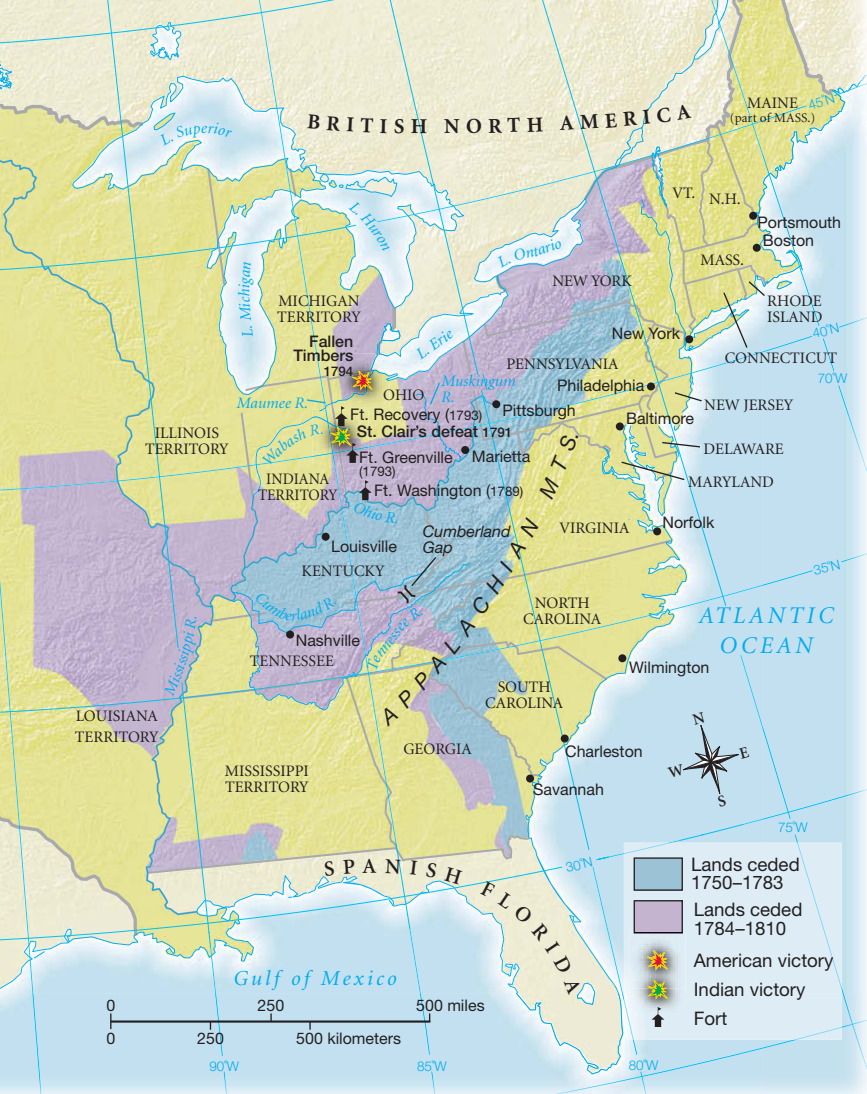 BRITISH NORTH AMERICA
MAINE
(part of MASS.)
45°N
L. Superior
VT.
N.H.
L. Huron
Portsmouth
Boston
L. Ontario
MASS.
L. Michigan
NEW YORK
RHODE
ISLAND
MICHIGAN
TERRITORY
40°N
Fallen
Timbers
1794
L. Erie
New York
CONNECTICUT
PENNSYLVANIA
70°W
Muskingum
R.
Philadelphia
OHIO
Maumee R.
NEW JERSEY
Ft. Recovery (1793)
Pittsburgh
Baltimore
St. Clair's defeat 1791
Wabash R.
ILLINOIS
TERRITORY
DELAWARE
Ft. Greenville
(1793)
Marietta
INDIANA
TERRITORY
MARYLAND
Ft. Washington (1789)
Ohio R.
Cumberland
Gap
VIRGINIA
Norfolk
Louisville
KENTUCKY
APPALACHIAN MTS.
35°N
Cumberland R.
NORTH
CAROLINA
ATLANTIC
OCEAN
Mississippi R.
Nashville
Tennessee R.
TENNESSEE
Wilmington
SOUTH
CAROLINA
LOUISIANA
TERRITORY
N
W
E
S
GEORGIA
Charleston
MISSISSIPPI
TERRITORY
Savannah
75°W
30°N
SPANISH FLORIDA
Lands ceded
1750–1783
Lands ceded
1784–1810
American victory
Indian victory
Fort
Gulf of Mexico
0
250
500 miles
0
250
500 kilometers
90°W
85°W
80°W